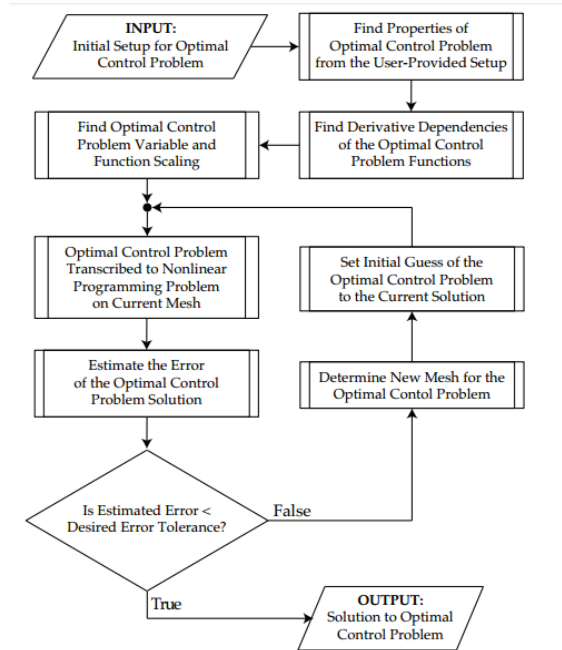 INPUT:
Initial Setup for Optimal
Control Problem
Find Properties of
Optimal Control Problem
from the User-Provided Setup
Find Derivative Dependencies
of the Optimal Control
Problem Functions
Find Optimal Control
Problem Variable and
Function Scaling
Optimal Control Problem
Transcribed to Nonlinear
Programming Problem
on Current Mesh
Estimate the Error
of the Optimal Control
Problem Solution
Is Estimated Error <
Desired Error Tolerance?
False
Determine New Mesh for the
Optimal Contol Problem
Set Initial Guess of the
Optimal Control Problem
to the Current Solution
True
OUTPUT:
Solution to Optimal
Control Problem